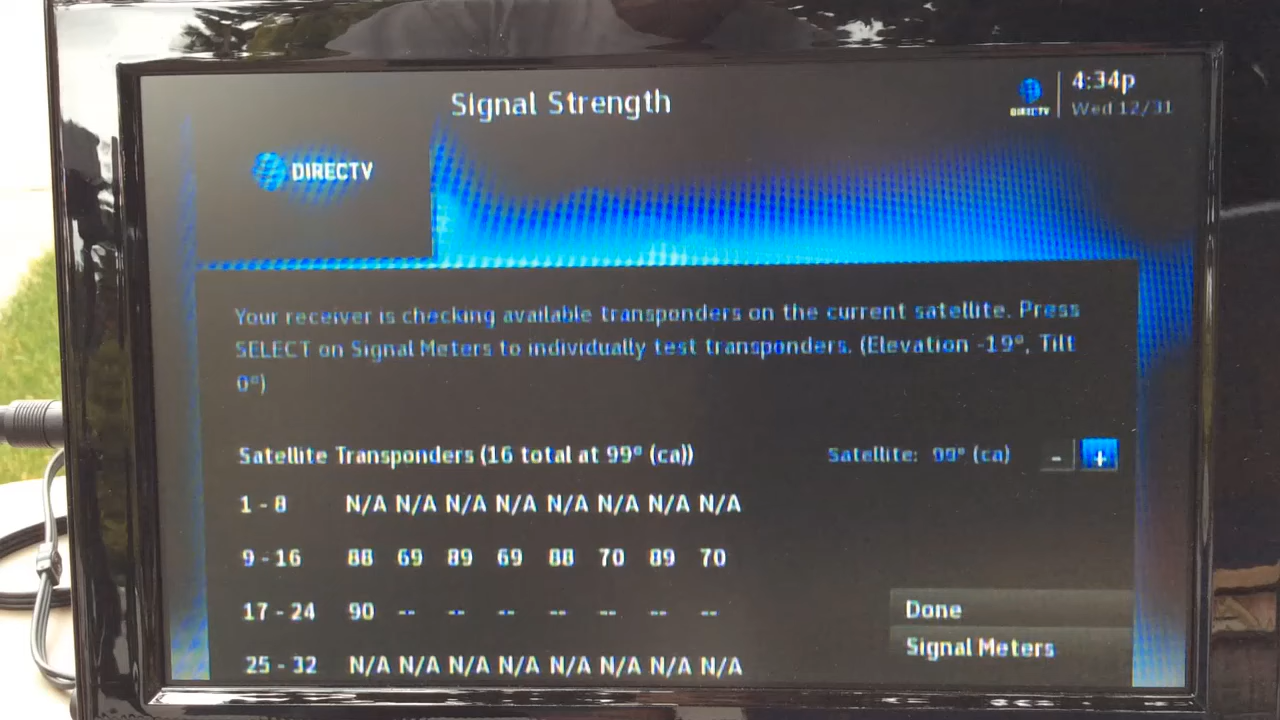 Signal Strength
DIRECTV
4:34p
Wed 12/31
DIRECTV
Your receiver is checking available transponders on the current satellite. Press
SELECT on Signal Meters to individually test transponders. (Elevation -19°, Tilt
0°)
Satellite Transponders (16 total at 99° (ca))
Satellite: 99° (ca) - +
1 - 8 N/A N/A N/A N/A N/A N/A N/A N/A
9 - 16 88 69 89 69 88 70 89 70
17 - 24 90 -- -- -- -- -- -- --
Done
Signal Meters
25 - 32 N/A N/A N/A N/A N/A N/A N/A N/A